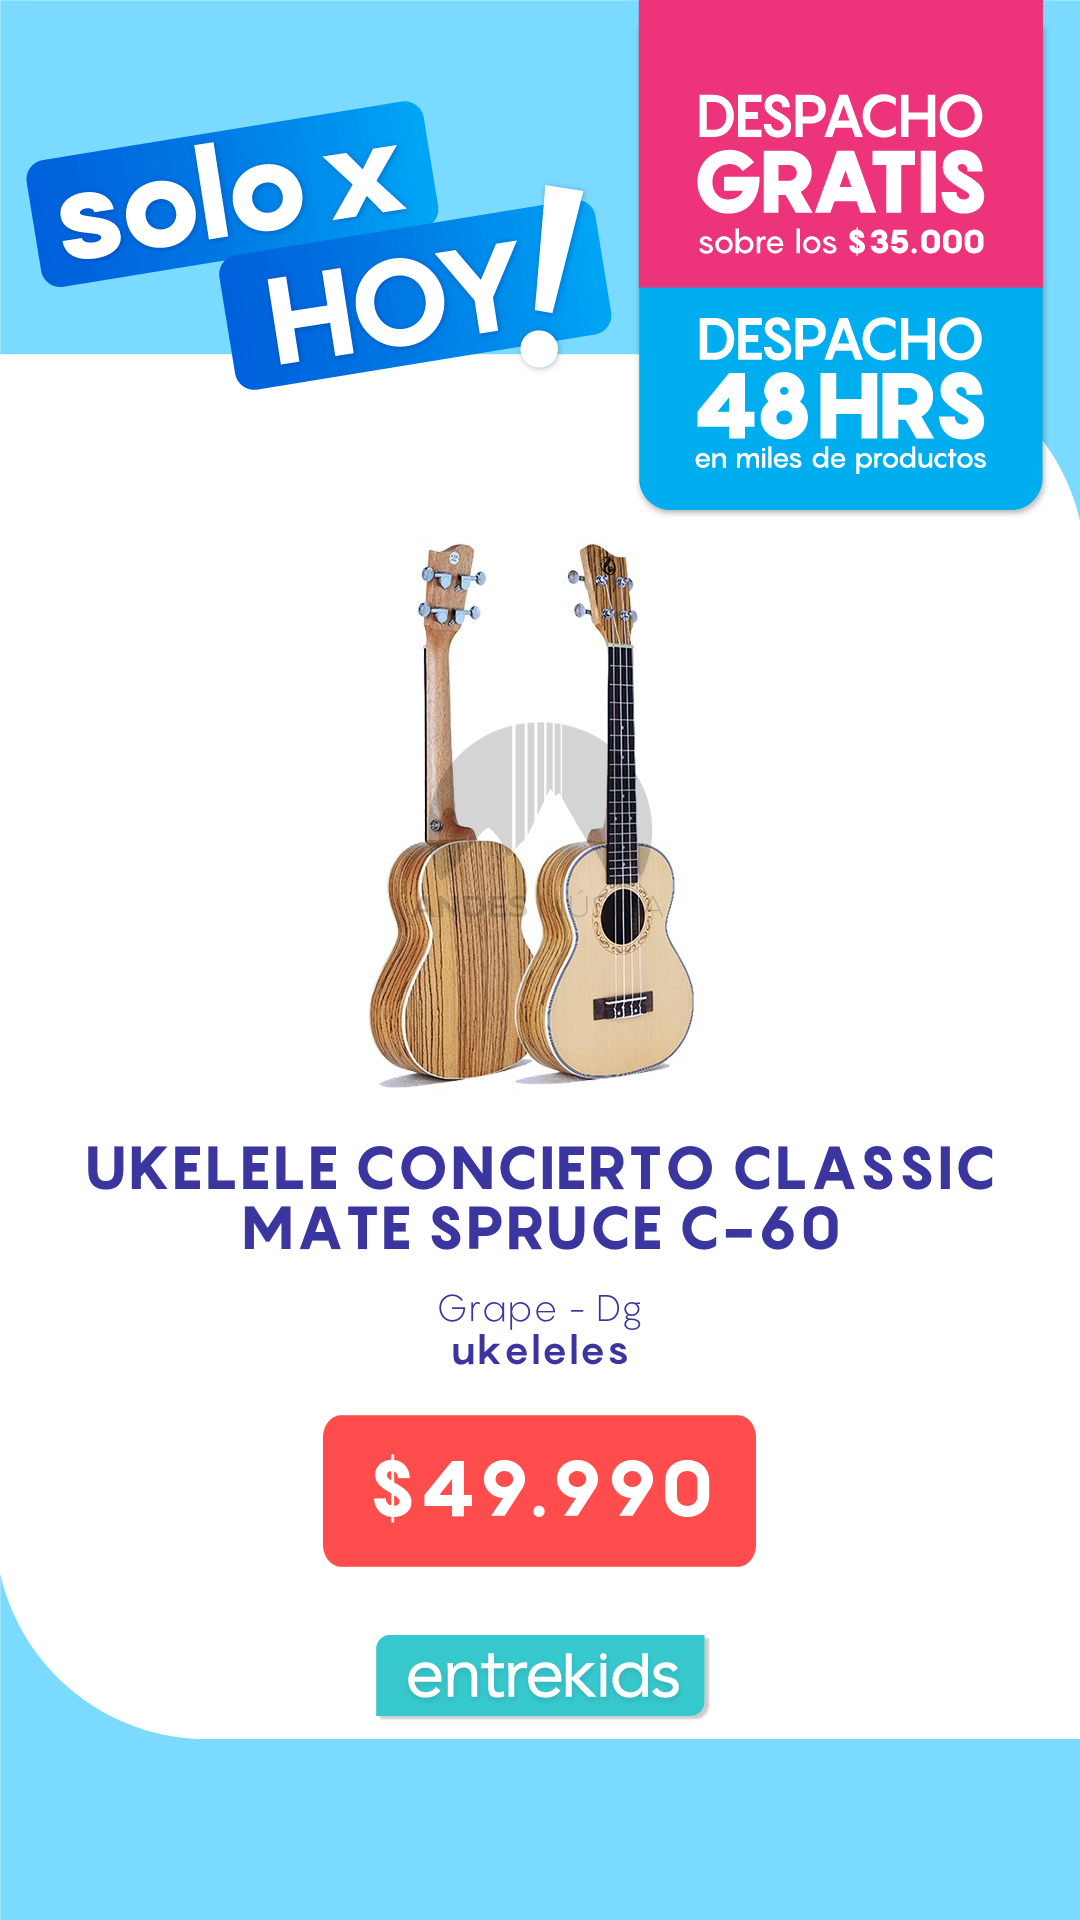 solo x
HOY!
DESPACHO
GRATIS
sobre los $35.000
DESPACHO
48HRS
en miles de productos
ANDES
UKELELE CONCIERTO CLASSIC
MATE SPRUCE C-60
Grape - Dg
ukeleles
$49.990
entrekids